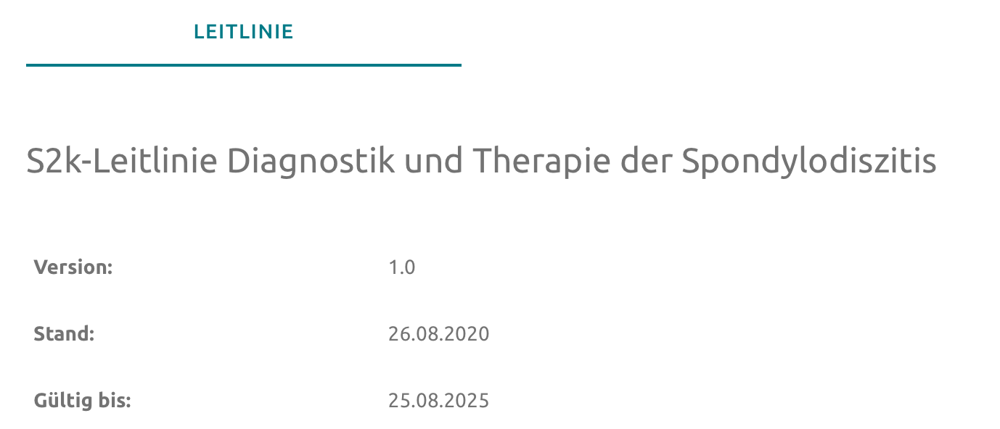 LEITLINIE
S2k-Leitlinie Diagnostik und Therapie der Spondylodiszitis
Version: 1.0
Stand: 26.08.2020
Gültig bis: 25.08.2025